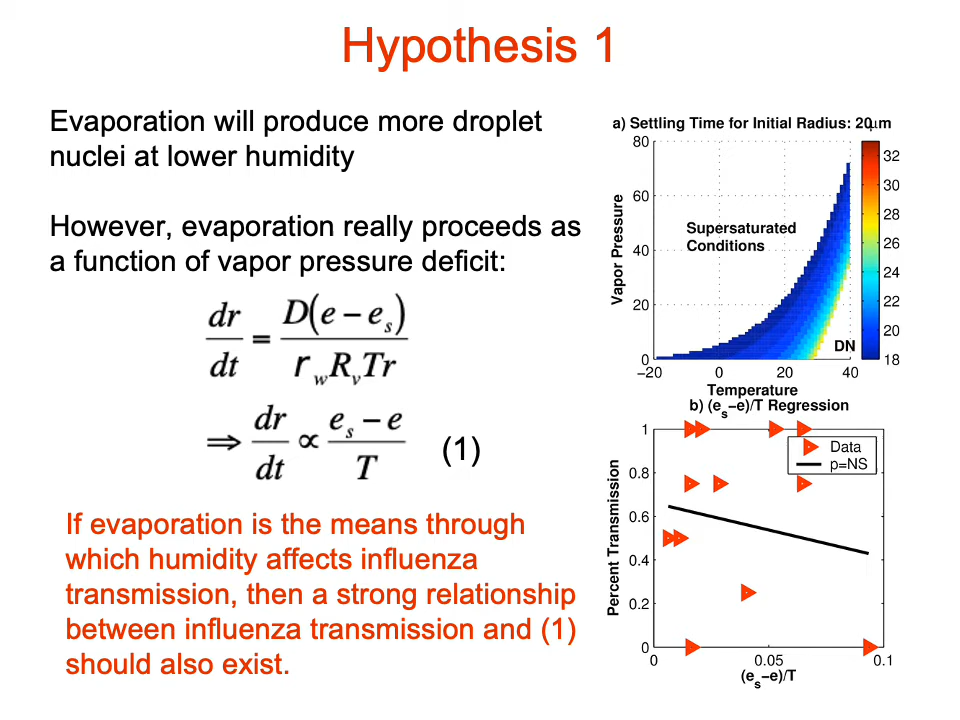 Hypothesis 1
Evaporation will produce more droplet
nuclei at lower humidity
However, evaporation really proceeds as
a function of vapor pressure deficit:
dr/dt = D(e − e_s) / r_w R_v T r
⇒ dr/dt ∝ e_s − e / T (1)
If evaporation is the means through
which humidity affects influenza
transmission, then a strong relationship
between influenza transmission and (1)
should also exist.
a) Settling Time for Initial Radius: 20μm
80
60
40
20
0
Vapor Pressure
Supersaturated
Conditions
DN
−20 0 20 40
Temperature
32
30
28
26
24
22
20
18
b) (e_s−e)/T Regression
1
0.8
0.6
0.4
0.2
0
Percent Transmission
Data
p=NS
0 0.05 0.1
(e_s−e)/T